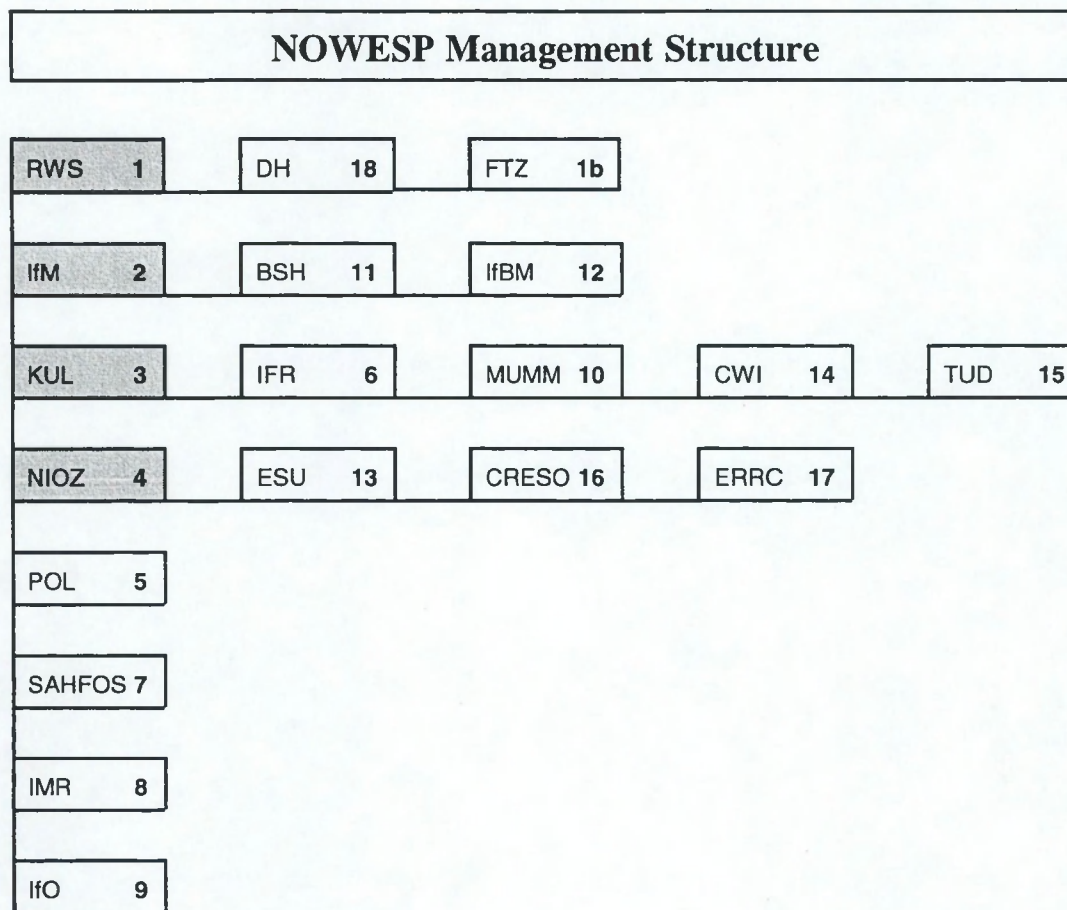 NOWESP Management Structure
RWS 1 DH 18 FTZ 1b
IfM 2 BSH 11 IfBM 12
KUL 3 IFR 6 MUMM 10 CWI 14 TUD 15
NIOZ 4 ESU 13 CRESO 16 ERRC 17
POL 5
SAHFOS 7
IMR 8
IfO 9